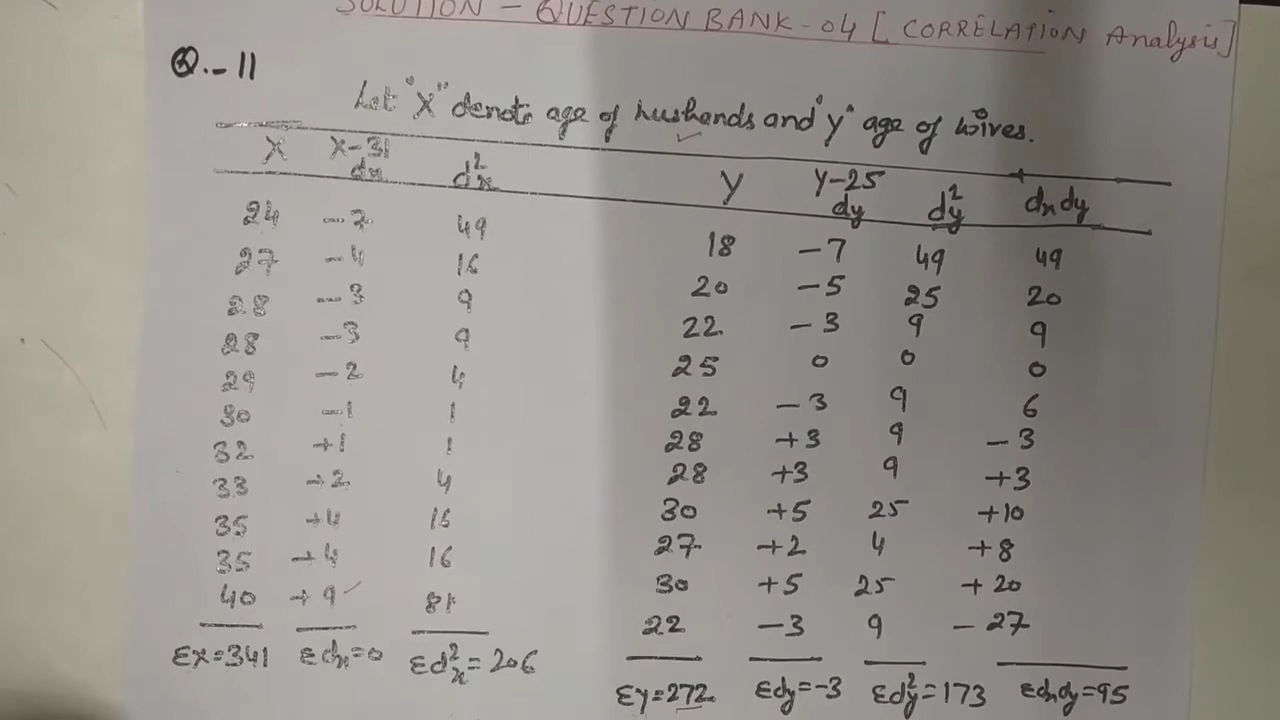 SOLUTION - QUESTION BANK - 04 [ CORRELATION Analysis]
Q.-11
Let "X" denote age of husbands and "y" age of wives.
X X-31 dx d²x Y Y-25 dy d²y dxdy
24 -7 49 18 -7 49 49
27 -4 16 20 -5 25 20
28 -3 9 22 -3 9 9
28 -3 9 25 0 0 0
29 -2 4 22 -3 9 6
30 -1 1 28 +3 9 -3
32 +1 1 28 +3 9 +3
33 +2 4 30 +5 25 +10
35 +4 16 27 +2 4 +8
35 +4 16 30 +5 25 +20
40 +9 81 22 -3 9 -27
Σx=341 Σdx=0 Σd²x=206 Σy=272 Σdy=-3 Σd²y=173 Σdxdy=95